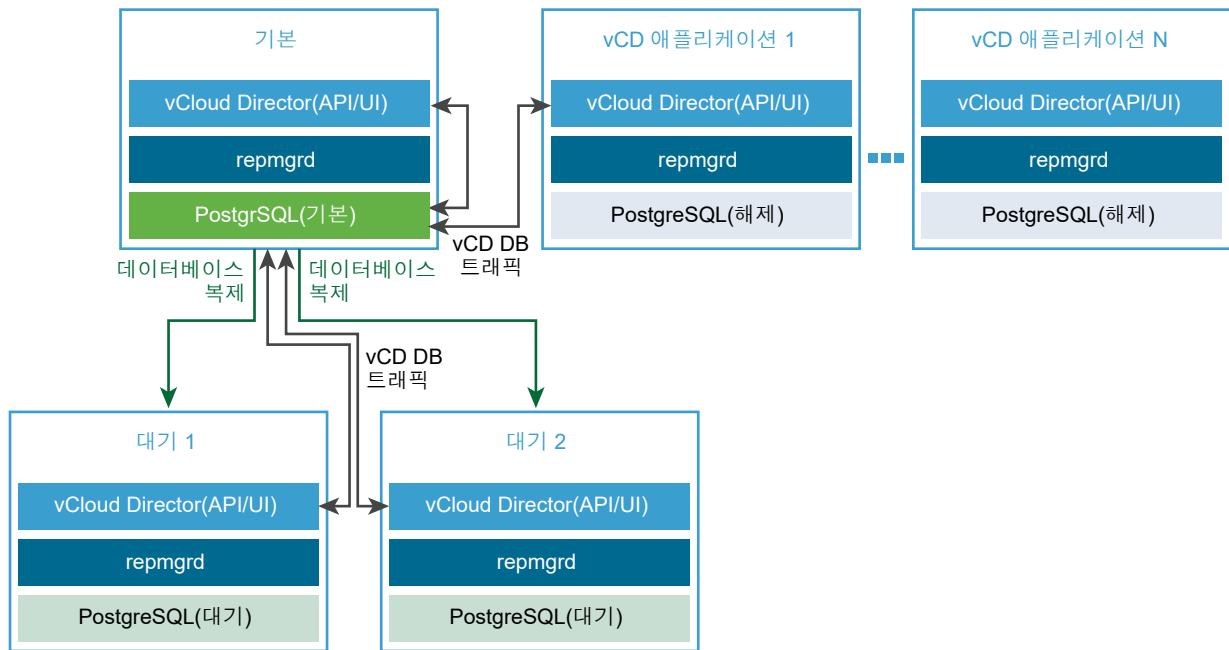 기본
vCloud Director(API/UI)
repmgrd
PostgrSQL(기본)
vCD 애플리케이션 1
vCloud Director(API/UI)
repmgrd
PostgreSQL(해제)
vCD 애플리케이션 N
vCloud Director(API/UI)
repmgrd
PostgreSQL(해제)
vCD DB
트래픽
데이터베이스
복제
데이터베이스
복제
vCD DB
트래픽
대기 1
vCloud Director(API/UI)
repmgrd
PostgreSQL(대기)
대기 2
vCloud Director(API/UI)
repmgrd
PostgreSQL(대기)